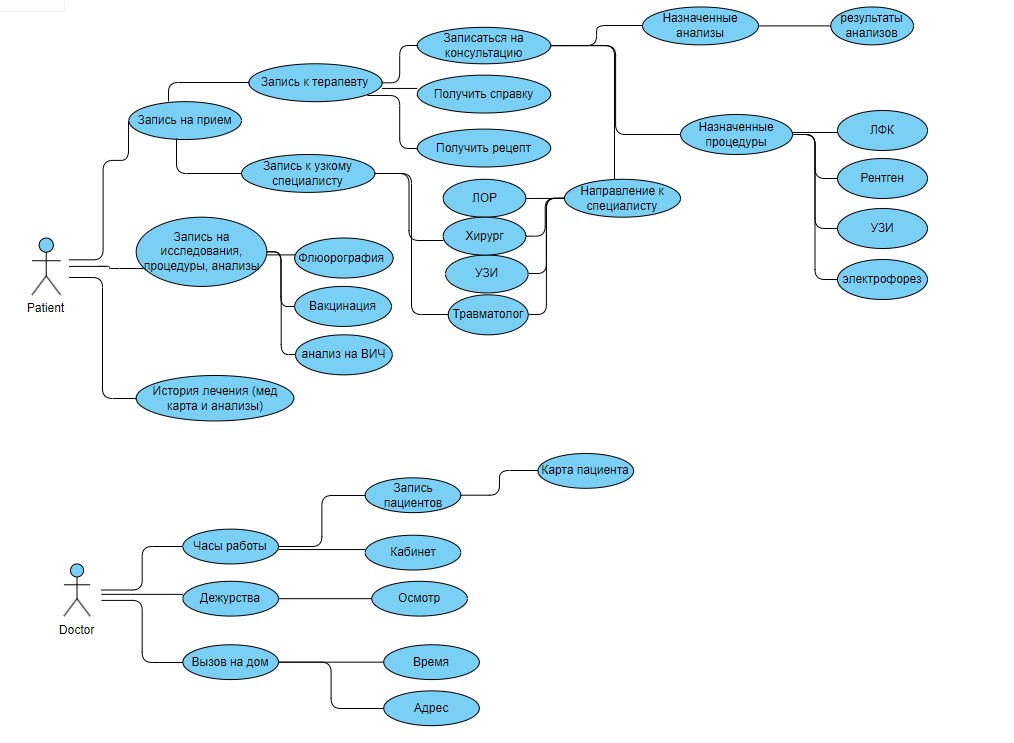 Назначенные
анализы
результаты
анализов
Записаться на
консультацию
Запись к терапевту
Получить справку
Запись на прием
Получить рецепт
Назначенные
процедуры
ЛФК
Рентген
УЗИ
электрофорез
Запись к узкому
специалисту
Направление к
специалисту
ЛОР
Хирург
УЗИ
Травматолог
Запись на
исследования,
процедуры, анализы
Флюорография
Вакцинация
анализ на ВИЧ
Patient
История лечения (мед
карта и анализы)
Карта пациента
Запись
пациентов
Часы работы
Кабинет
Дежурства
Осмотр
Doctor
Вызов на дом
Время
Адрес